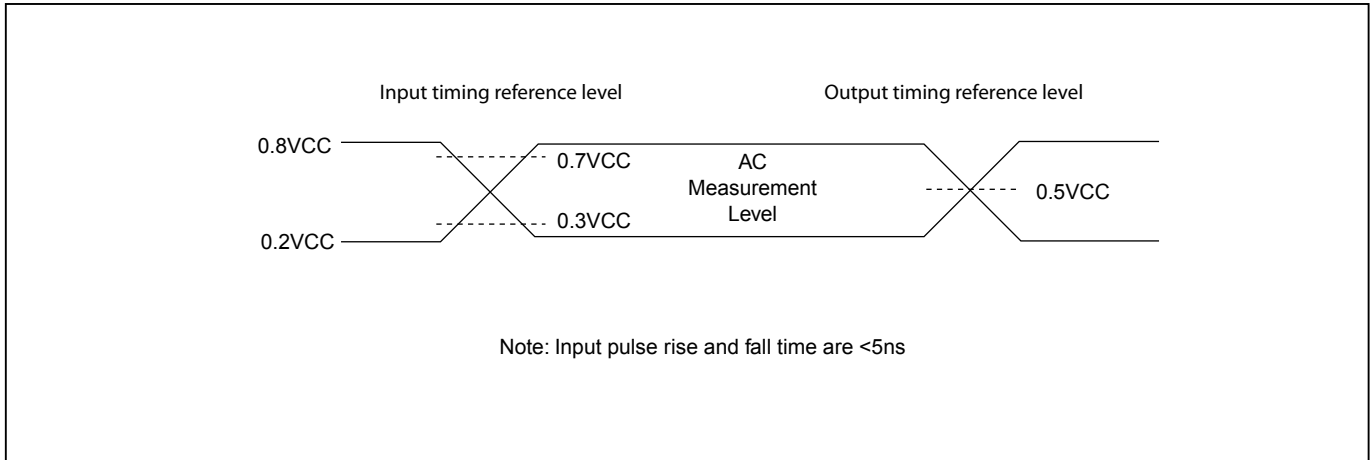 Input timing reference level
Output timing reference level
0.8VCC
0.7VCC
AC
Measurement
Level
0.5VCC
0.3VCC
0.2VCC
Note: Input pulse rise and fall time are <5ns